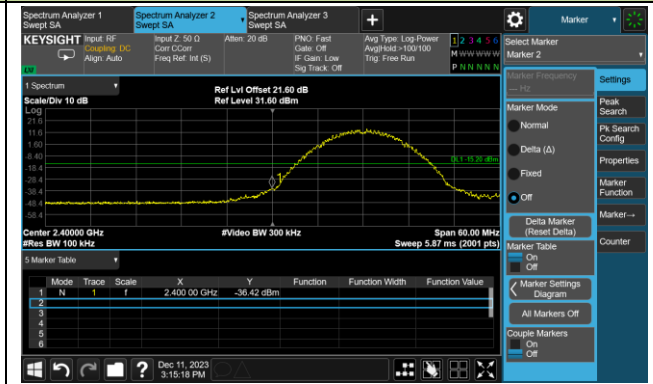 Spectrum Analyzer 1 Spectrum Analyzer 2 Spectrum Analyzer 3
Swept SA Swept SA Swept SA
+
Marker
KEYSIGHT Input: RF Input Z: 50 Ω Atten: 20 dB PNO: Fast Avg Type: Log-Power 1 2 3 4 5 6
Coupling: DC Corr CCorr Gate: Off Avg|Hold:>100/100 M W W W W W
Align: Auto Freq Ref: Int (S) IF Gain: Low Trig: Free Run
Sig Track: Off P N N N N N
Select Marker
Marker 2
1 Spectrum
Ref Lvl Offset 21.60 dB
Scale/Div 10 dB Ref Level 31.60 dBm
Log
21.6
11.6
1.60
-8.40
-18.4
-28.4
-38.4
-48.4
-58.4
DL1 -15.20 dBm
1
Center 2.40000 GHz #Video BW 300 kHz Span 60.00 MHz
#Res BW 100 kHz Sweep 5.87 ms (2001 pts)
5 Marker Table
Mode Trace Scale X Y Function Function Width Function Value
1 N 1 f 2.400 00 GHz -36.42 dBm
2
3
4
5
6
Marker Frequency
--- Hz
Marker Mode
Normal
Delta (Δ)
Fixed
Off
Delta Marker
(Reset Delta)
Marker Table
On
Off
Marker Settings
Diagram
All Markers Off
Couple Markers
On
Off
Settings
Peak
Search
Pk Search
Config
Properties
Marker
Function
Marker→
Counter
? Dec 11, 2023
3:15:18 PM